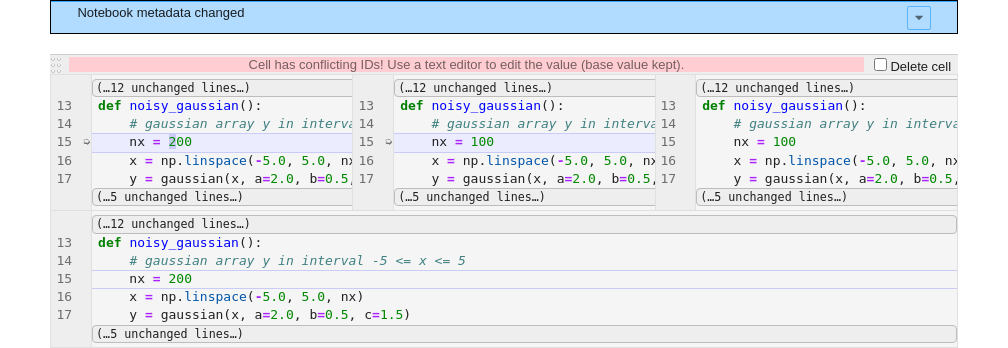 Notebook metadata changed
Cell has conflicting IDs! Use a text editor to edit the value (base value kept).
Delete cell
(…12 unchanged lines…)
13 def noisy_gaussian():
14 # gaussian array y in interva
15 nx = 200
16 x = np.linspace(-5.0, 5.0, nx
17 y = gaussian(x, a=2.0, b=0.5,
(…5 unchanged lines…)
(…12 unchanged lines…)
13 def noisy_gaussian():
14 # gaussian array y in interva
15 nx = 100
16 x = np.linspace(-5.0, 5.0, nx
17 y = gaussian(x, a=2.0, b=0.5,
(…5 unchanged lines…)
(…12 unchanged lines…)
13 def noisy_gaussian():
14 # gaussian array y in interva
15 nx = 100
16 x = np.linspace(-5.0, 5.0, nx
17 y = gaussian(x, a=2.0, b=0.5,
(…5 unchanged lines…)
(…12 unchanged lines…)
13 def noisy_gaussian():
14 # gaussian array y in interval -5 <= x <= 5
15 nx = 200
16 x = np.linspace(-5.0, 5.0, nx)
17 y = gaussian(x, a=2.0, b=0.5, c=1.5)
(…5 unchanged lines…)